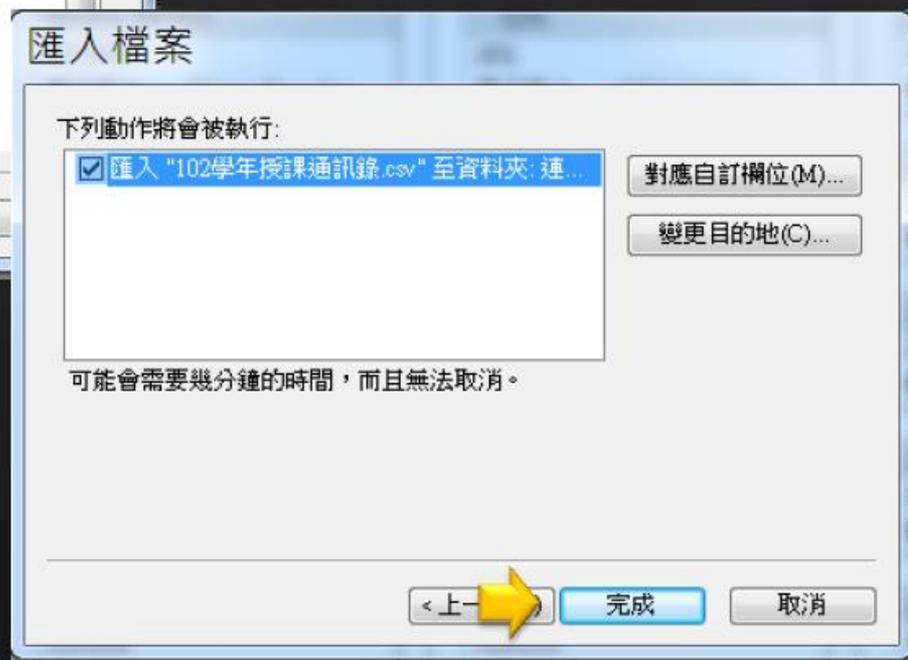 匯入檔案
下列動作將會被執行:
匯入 "102學年授課通訊錄.csv" 至資料夾: 連...
對應自訂欄位(M)...
變更目的地(C)...
可能會需要幾分鐘的時間，而且無法取消。
<上一
完成
取消